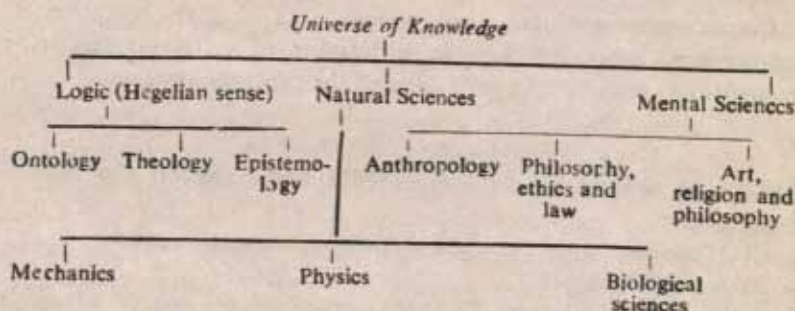 Universe of Knowledge
Logic (Hegelian sense)
Natural Sciences
Mental Sciences
Ontology
Theology
Epistemo-
logy
Anthropology
Philosophy,
ethics and
law
Art,
religion and
philosophy
Mechanics
Physics
Biological
sciences